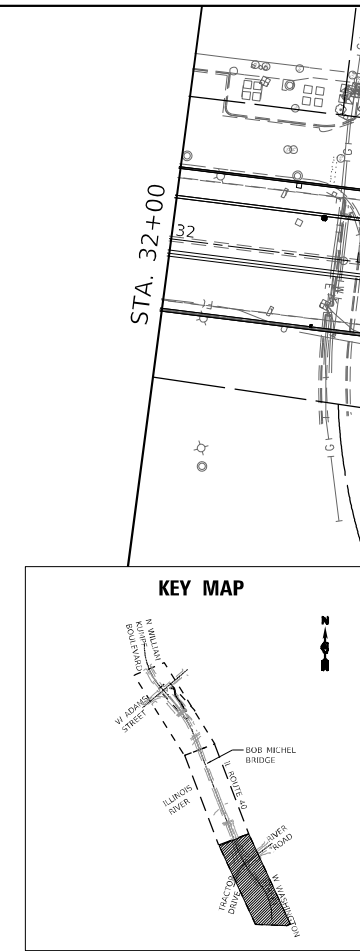 STA. 32+00
32
G
G
G
KEY MAP
N
N WILLIAM
KUMPF
BOULEVARD
W ADAMS
STREET
BOB MICHEL
BRIDGE
IL ROUTE 40
ILLINOIS
RIVER
RIVER
ROAD
TRACTOR
DRIVE
W WASHINGTON